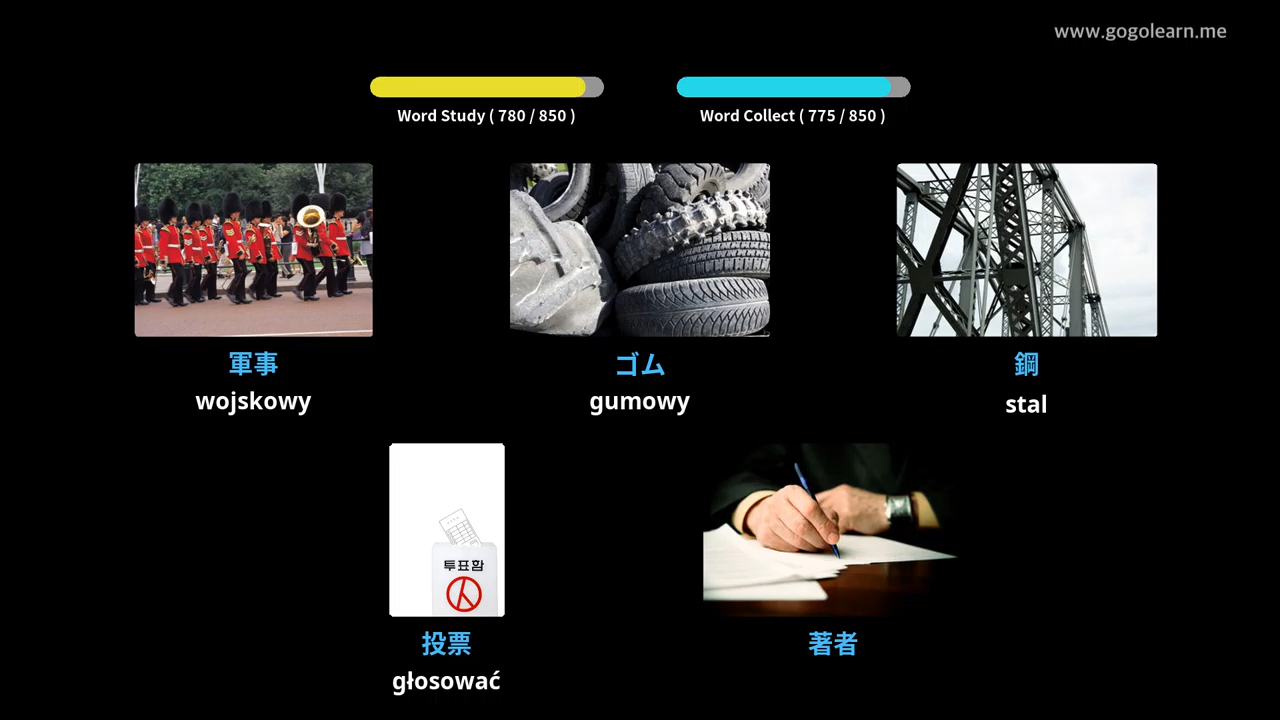 www.gogolearn.me
Word Study ( 780 / 850 )
Word Collect ( 775 / 850 )
軍事
wojskowy
ゴム
gumowy
鋼
stal
투표함
投票
głosować
著者